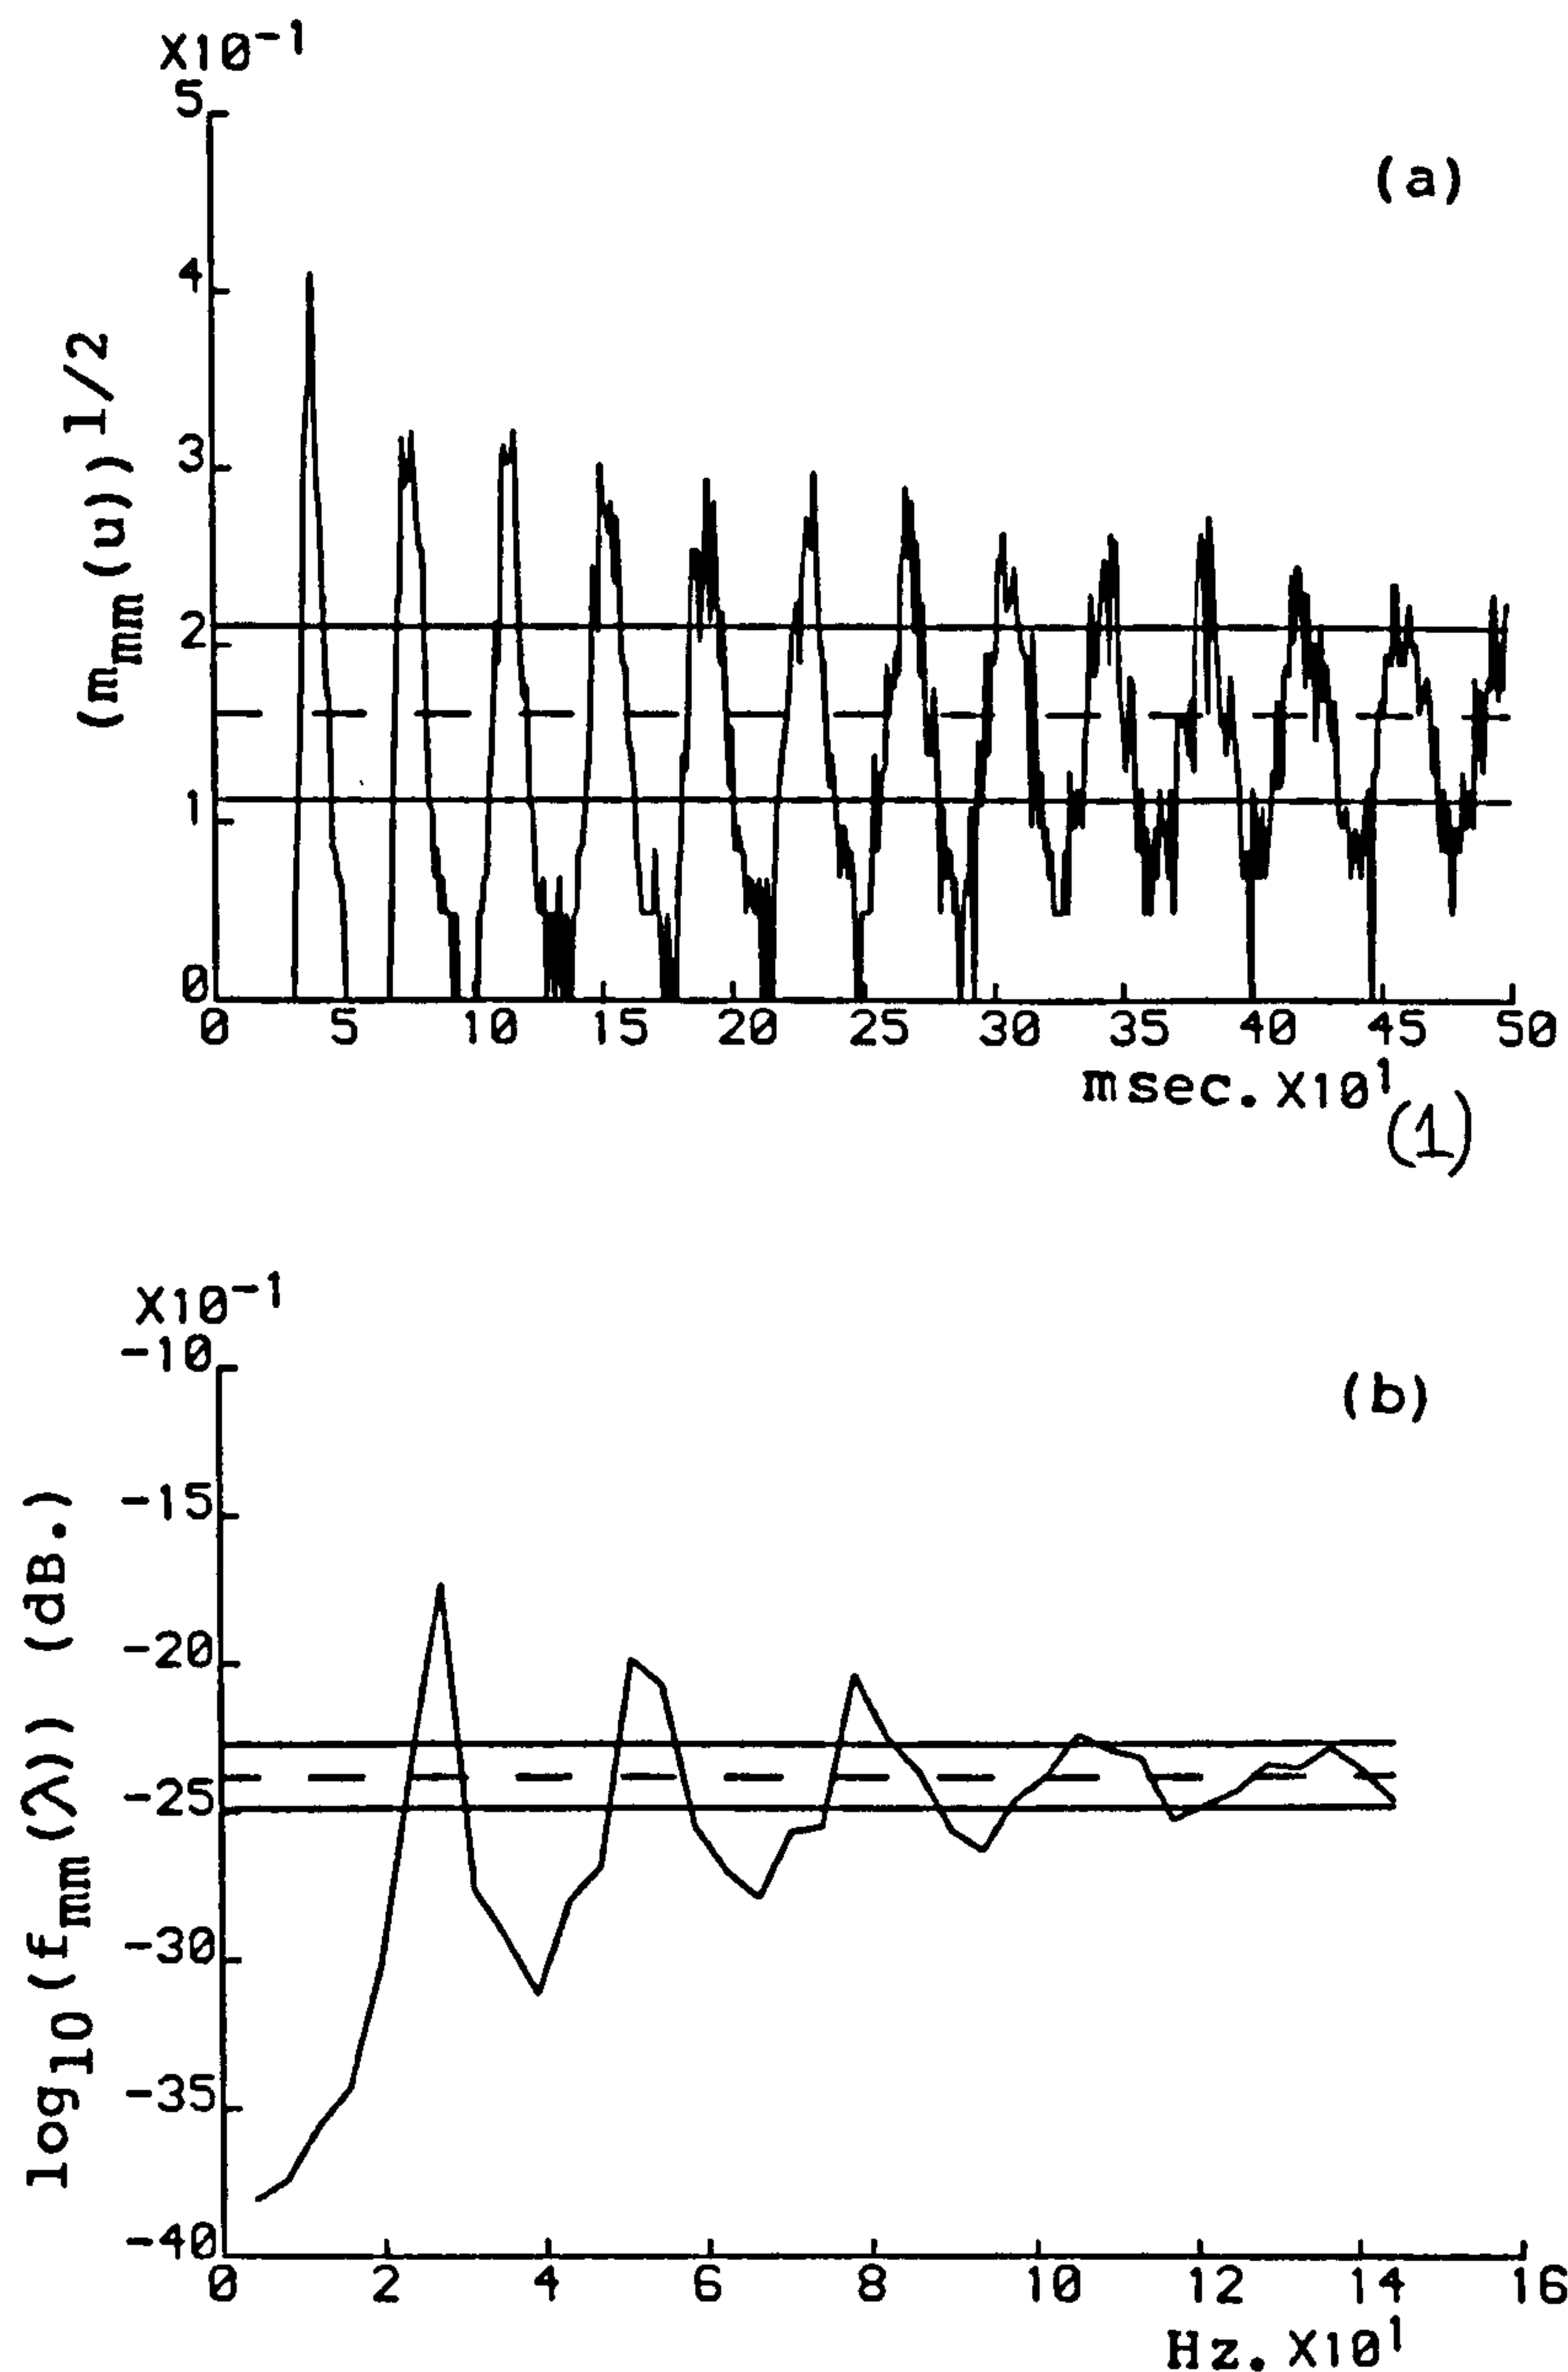 X10⁻¹
5
(a)
4
3
2
1
0
(mₘₘ(u))¹/²
0 5 10 15 20 25 30 35 40 45 50
msec. X10¹
(1)
X10⁻¹
-10
(b)
-15
-20
-25
-30
-35
-40
log₁₀(fₘₘ(λ)) (dB.)
0 2 4 6 8 10 12 14 16
Hz. X10¹